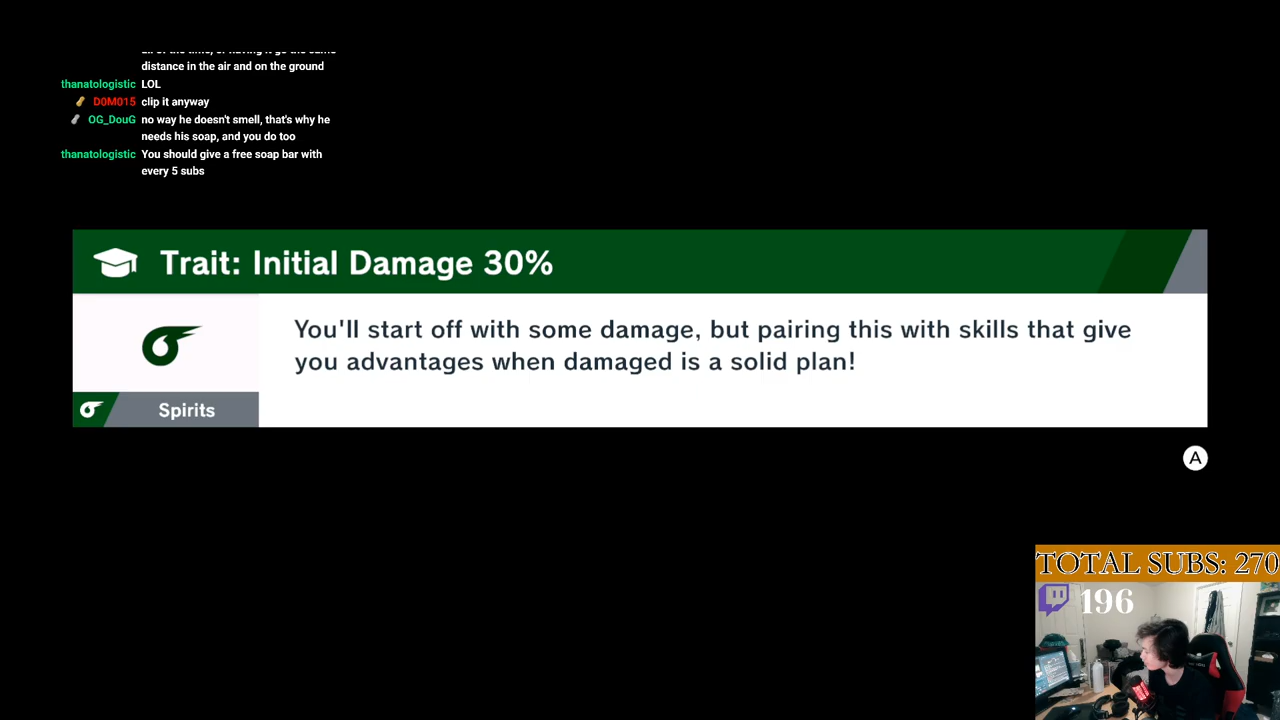 distance in the air and on the ground
thanatologistic LOL
D0M015 clip it anyway
OG_DouG no way he doesn't smell, that's why he
needs his soap, and you do too
thanatologistic You should give a free soap bar with
every 5 subs
Trait: Initial Damage 30%
You'll start off with some damage, but pairing this with skills that give
you advantages when damaged is a solid plan!
Spirits
A
TOTAL SUBS: 270
196